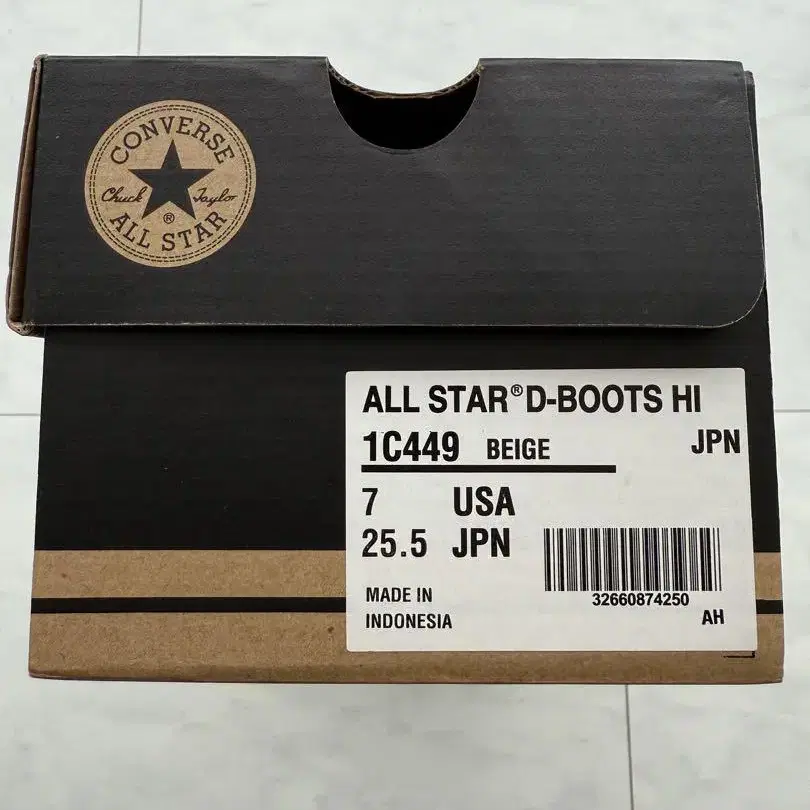 CONVERSE
Chuck Taylor
®
ALL STAR
ALL STAR® D-BOOTS HI
1C449 BEIGE JPN
7 USA
25.5 JPN
MADE IN
INDONESIA
32660874250
AH